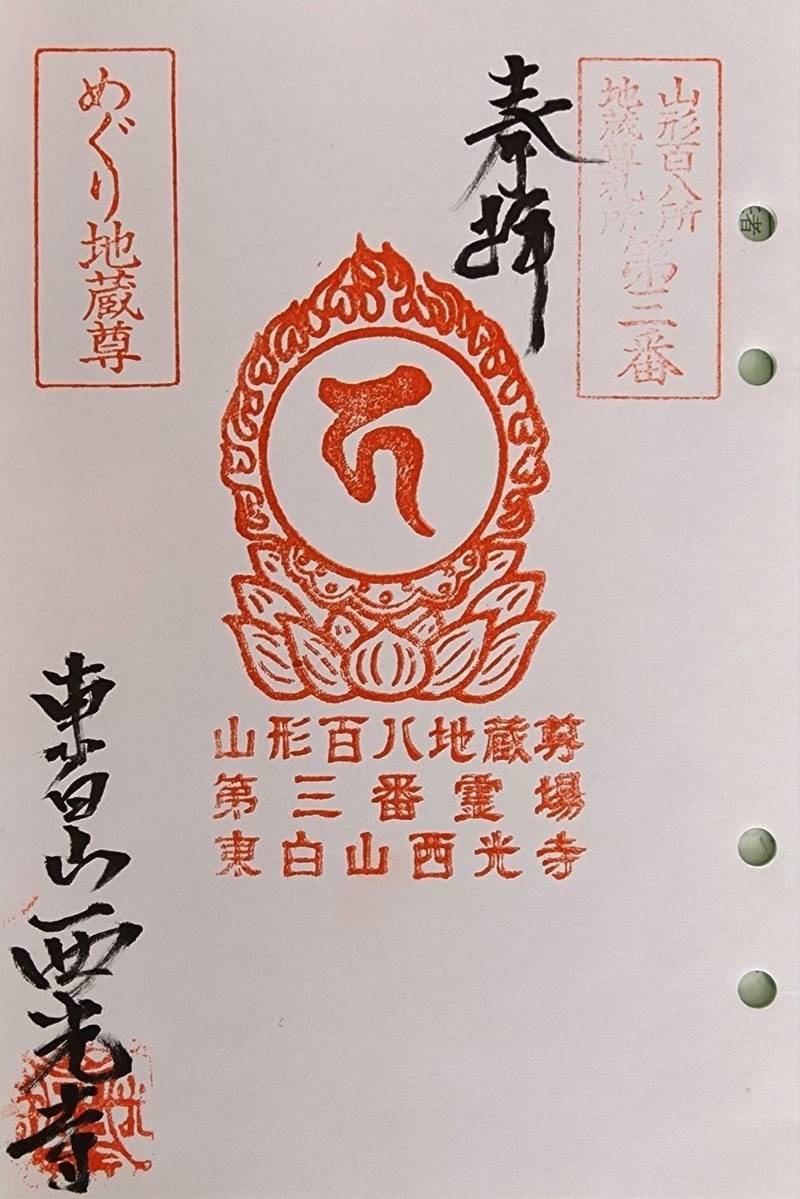 山形百八所
地蔵尊札所
第三番
奉拝
めぐり地蔵尊
山形百八地蔵尊
第三番霊場
東白山西光寺
東白山西光寺
者